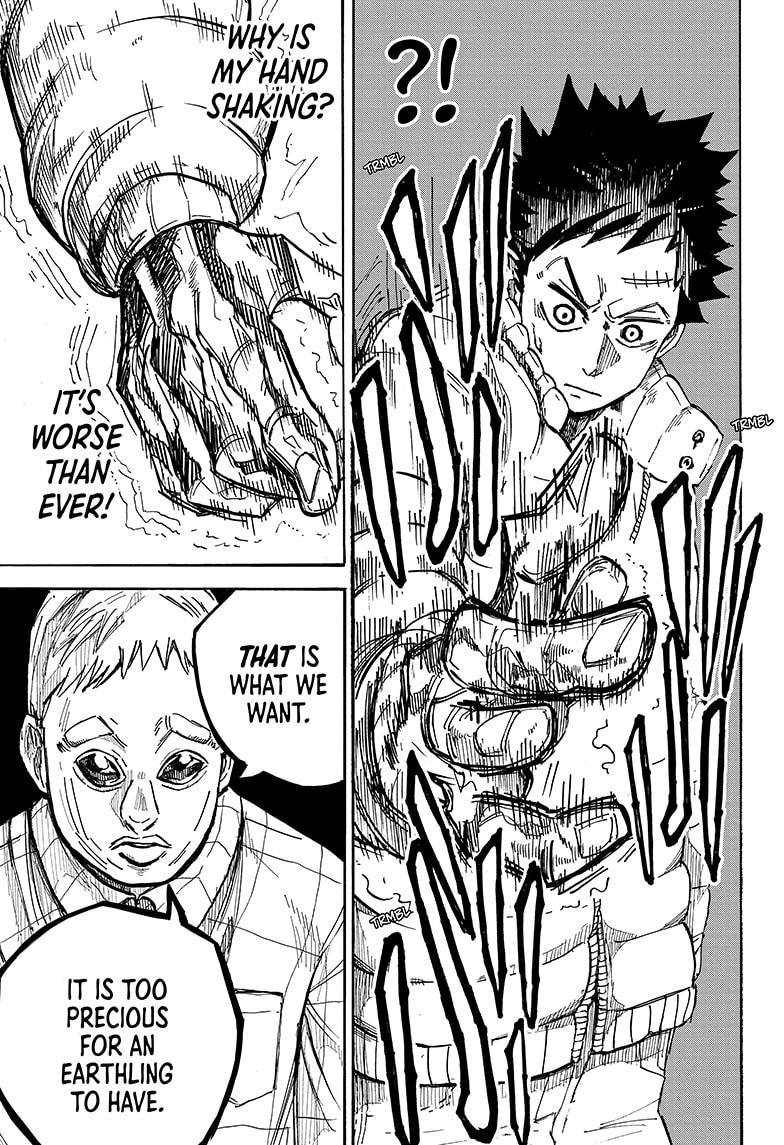 ?!
TRMBL
TRMBL
TRMBL
WHY IS
MY HAND
SHAKING?
IT'S
WORSE
THAN
EVER!
THAT IS
WHAT WE
WANT.
IT IS TOO
PRECIOUS
FOR AN
EARTHLING
TO HAVE.